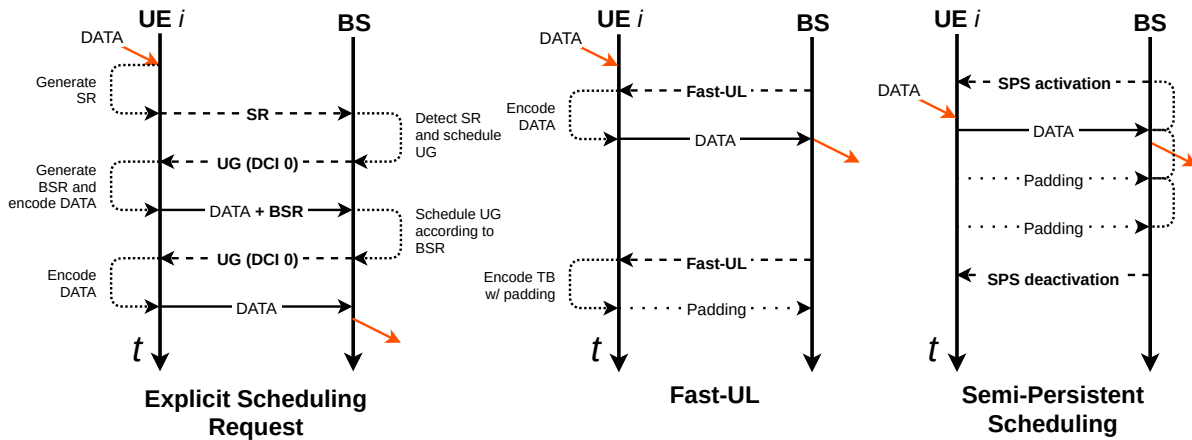 UE i
BS
DATA
Generate
SR
SR
Detect SR
and schedule
UG
UG (DCI 0)
Generate
BSR and
encode DATA
DATA + BSR
Schedule UG
according to
BSR
UG (DCI 0)
Encode
DATA
DATA
t
Explicit Scheduling
Request
UE i
BS
DATA
Fast-UL
Encode
DATA
DATA
Fast-UL
Encode TB
w/ padding
Padding
t
Fast-UL
UE i
BS
SPS activation
DATA
DATA
Padding
Padding
SPS deactivation
t
Semi-Persistent
Scheduling